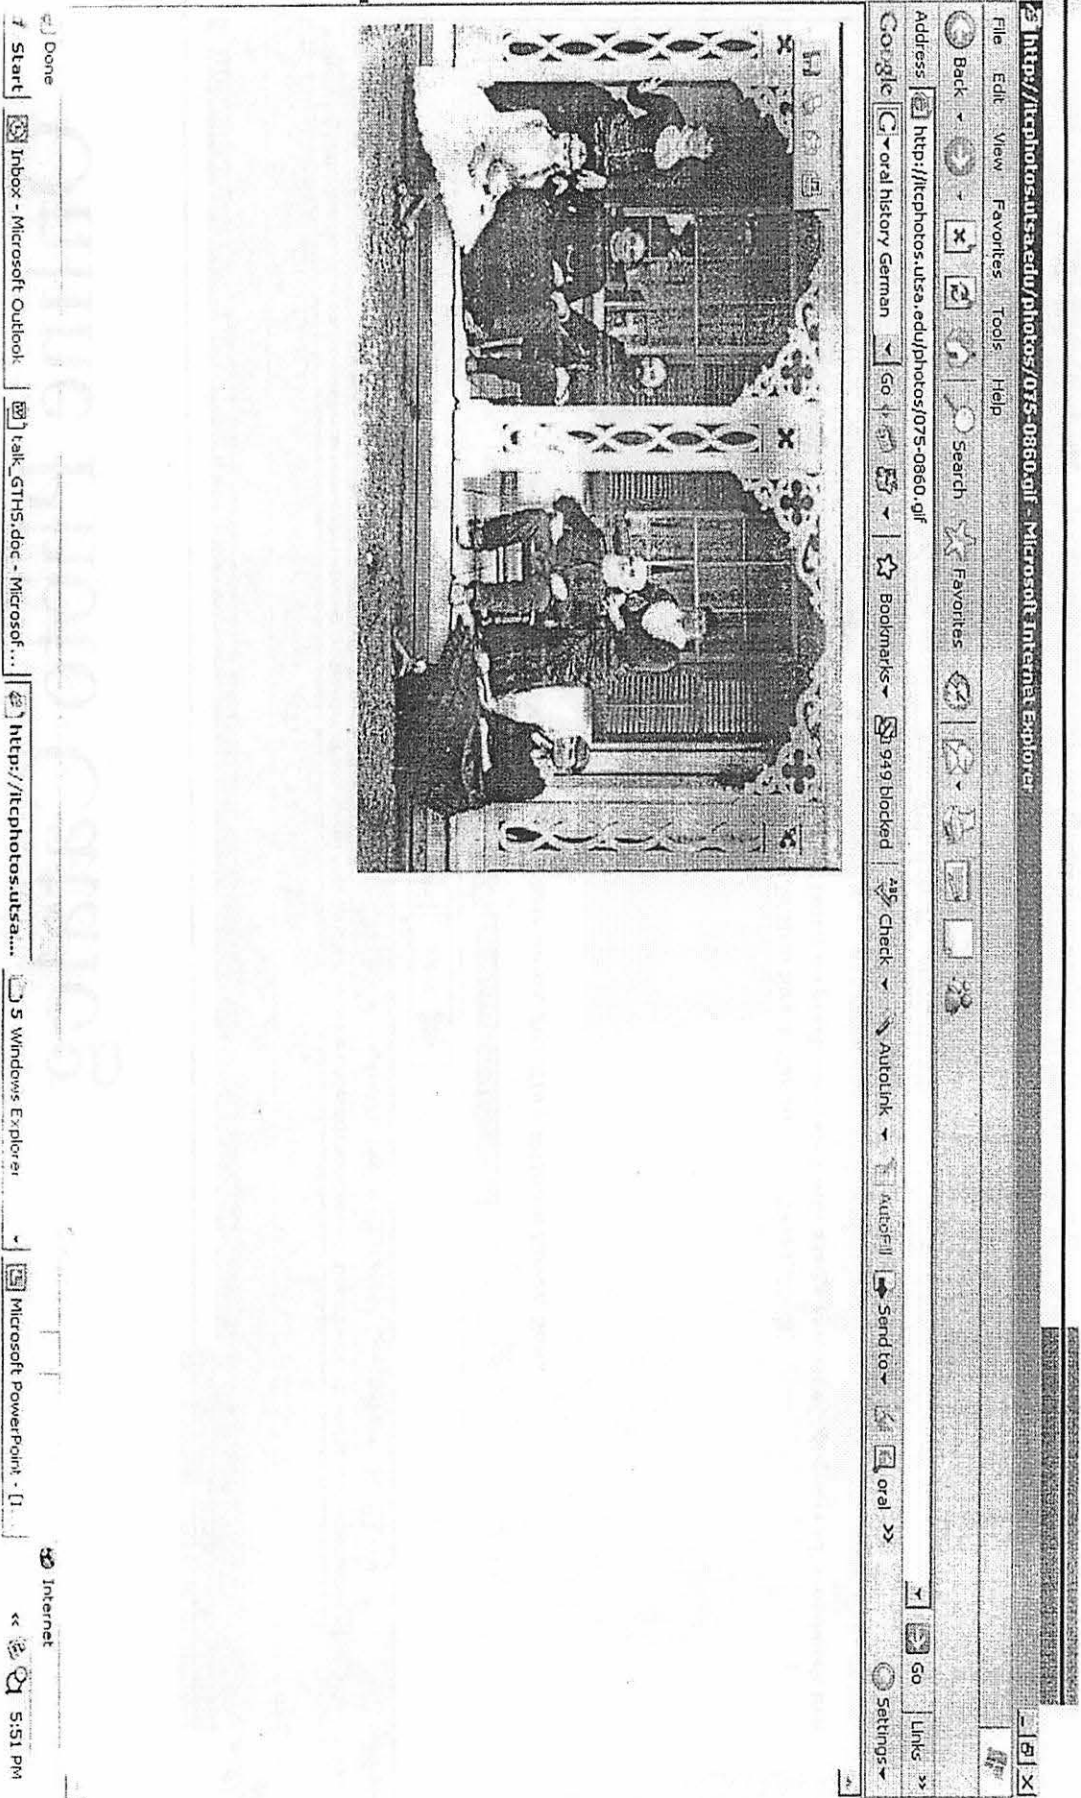 http://itcphotos.utsa.edu/photos/075-0860.gif - Microsoft Internet Explorer
File Edit View Favorites Tools Help
Back Search Favorites
Address http://itcphotos.utsa.edu/photos/075-0860.gif Go Links »
Google G oral history German Go Bookmarks 949 blocked ABC Check AutoLink AutoFill Send to oral » Settings
Done Internet
start Inbox - Microsoft Outlook talk_GTHS.doc - Microsof... http://itcphotos.utsa.... 5 Windows Explorer Microsoft PowerPoint - [I... « 5:51 PM